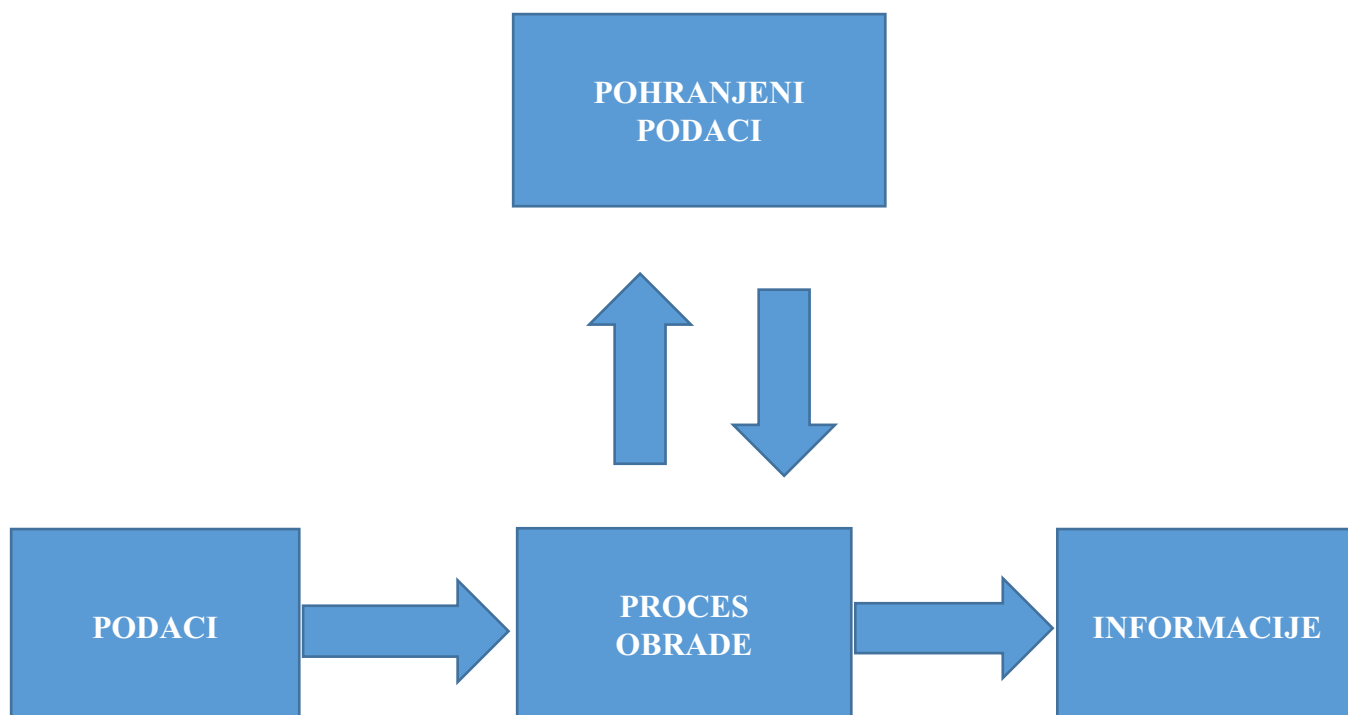 POHRANJENI
PODACI
PODACI
PROCES
OBRADE
INFORMACIJE